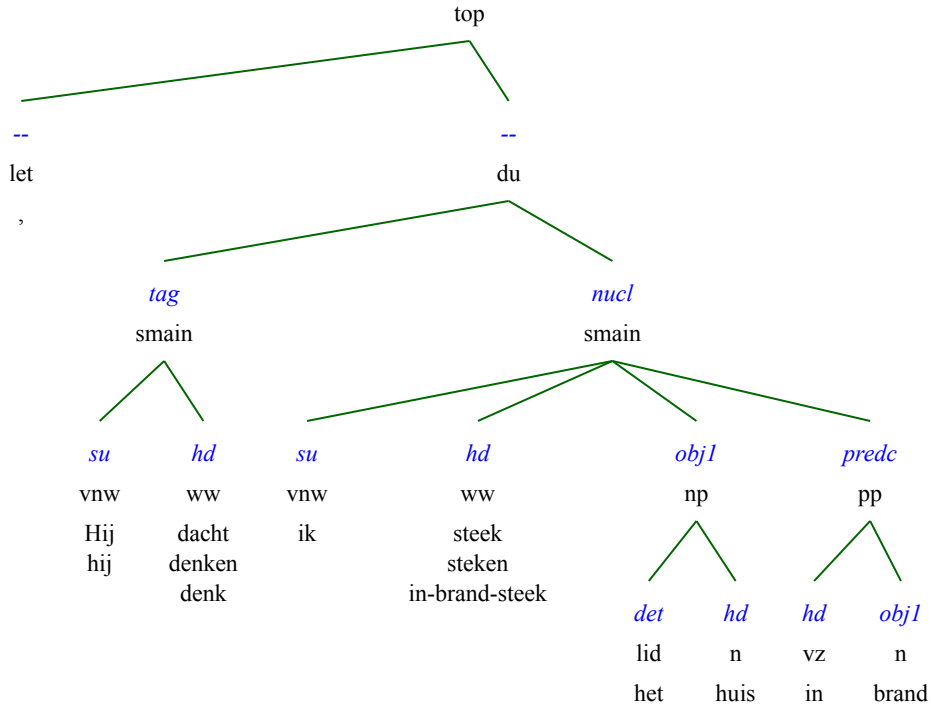 top
-- --
let du
,
tag nucl
smain smain
su hd su hd obj1 predc
vnw ww vnw ww np pp
Hij dacht ik steek
hij denken steken
denk in-brand-steek
det hd hd obj1
lid n vz n
het huis in brand